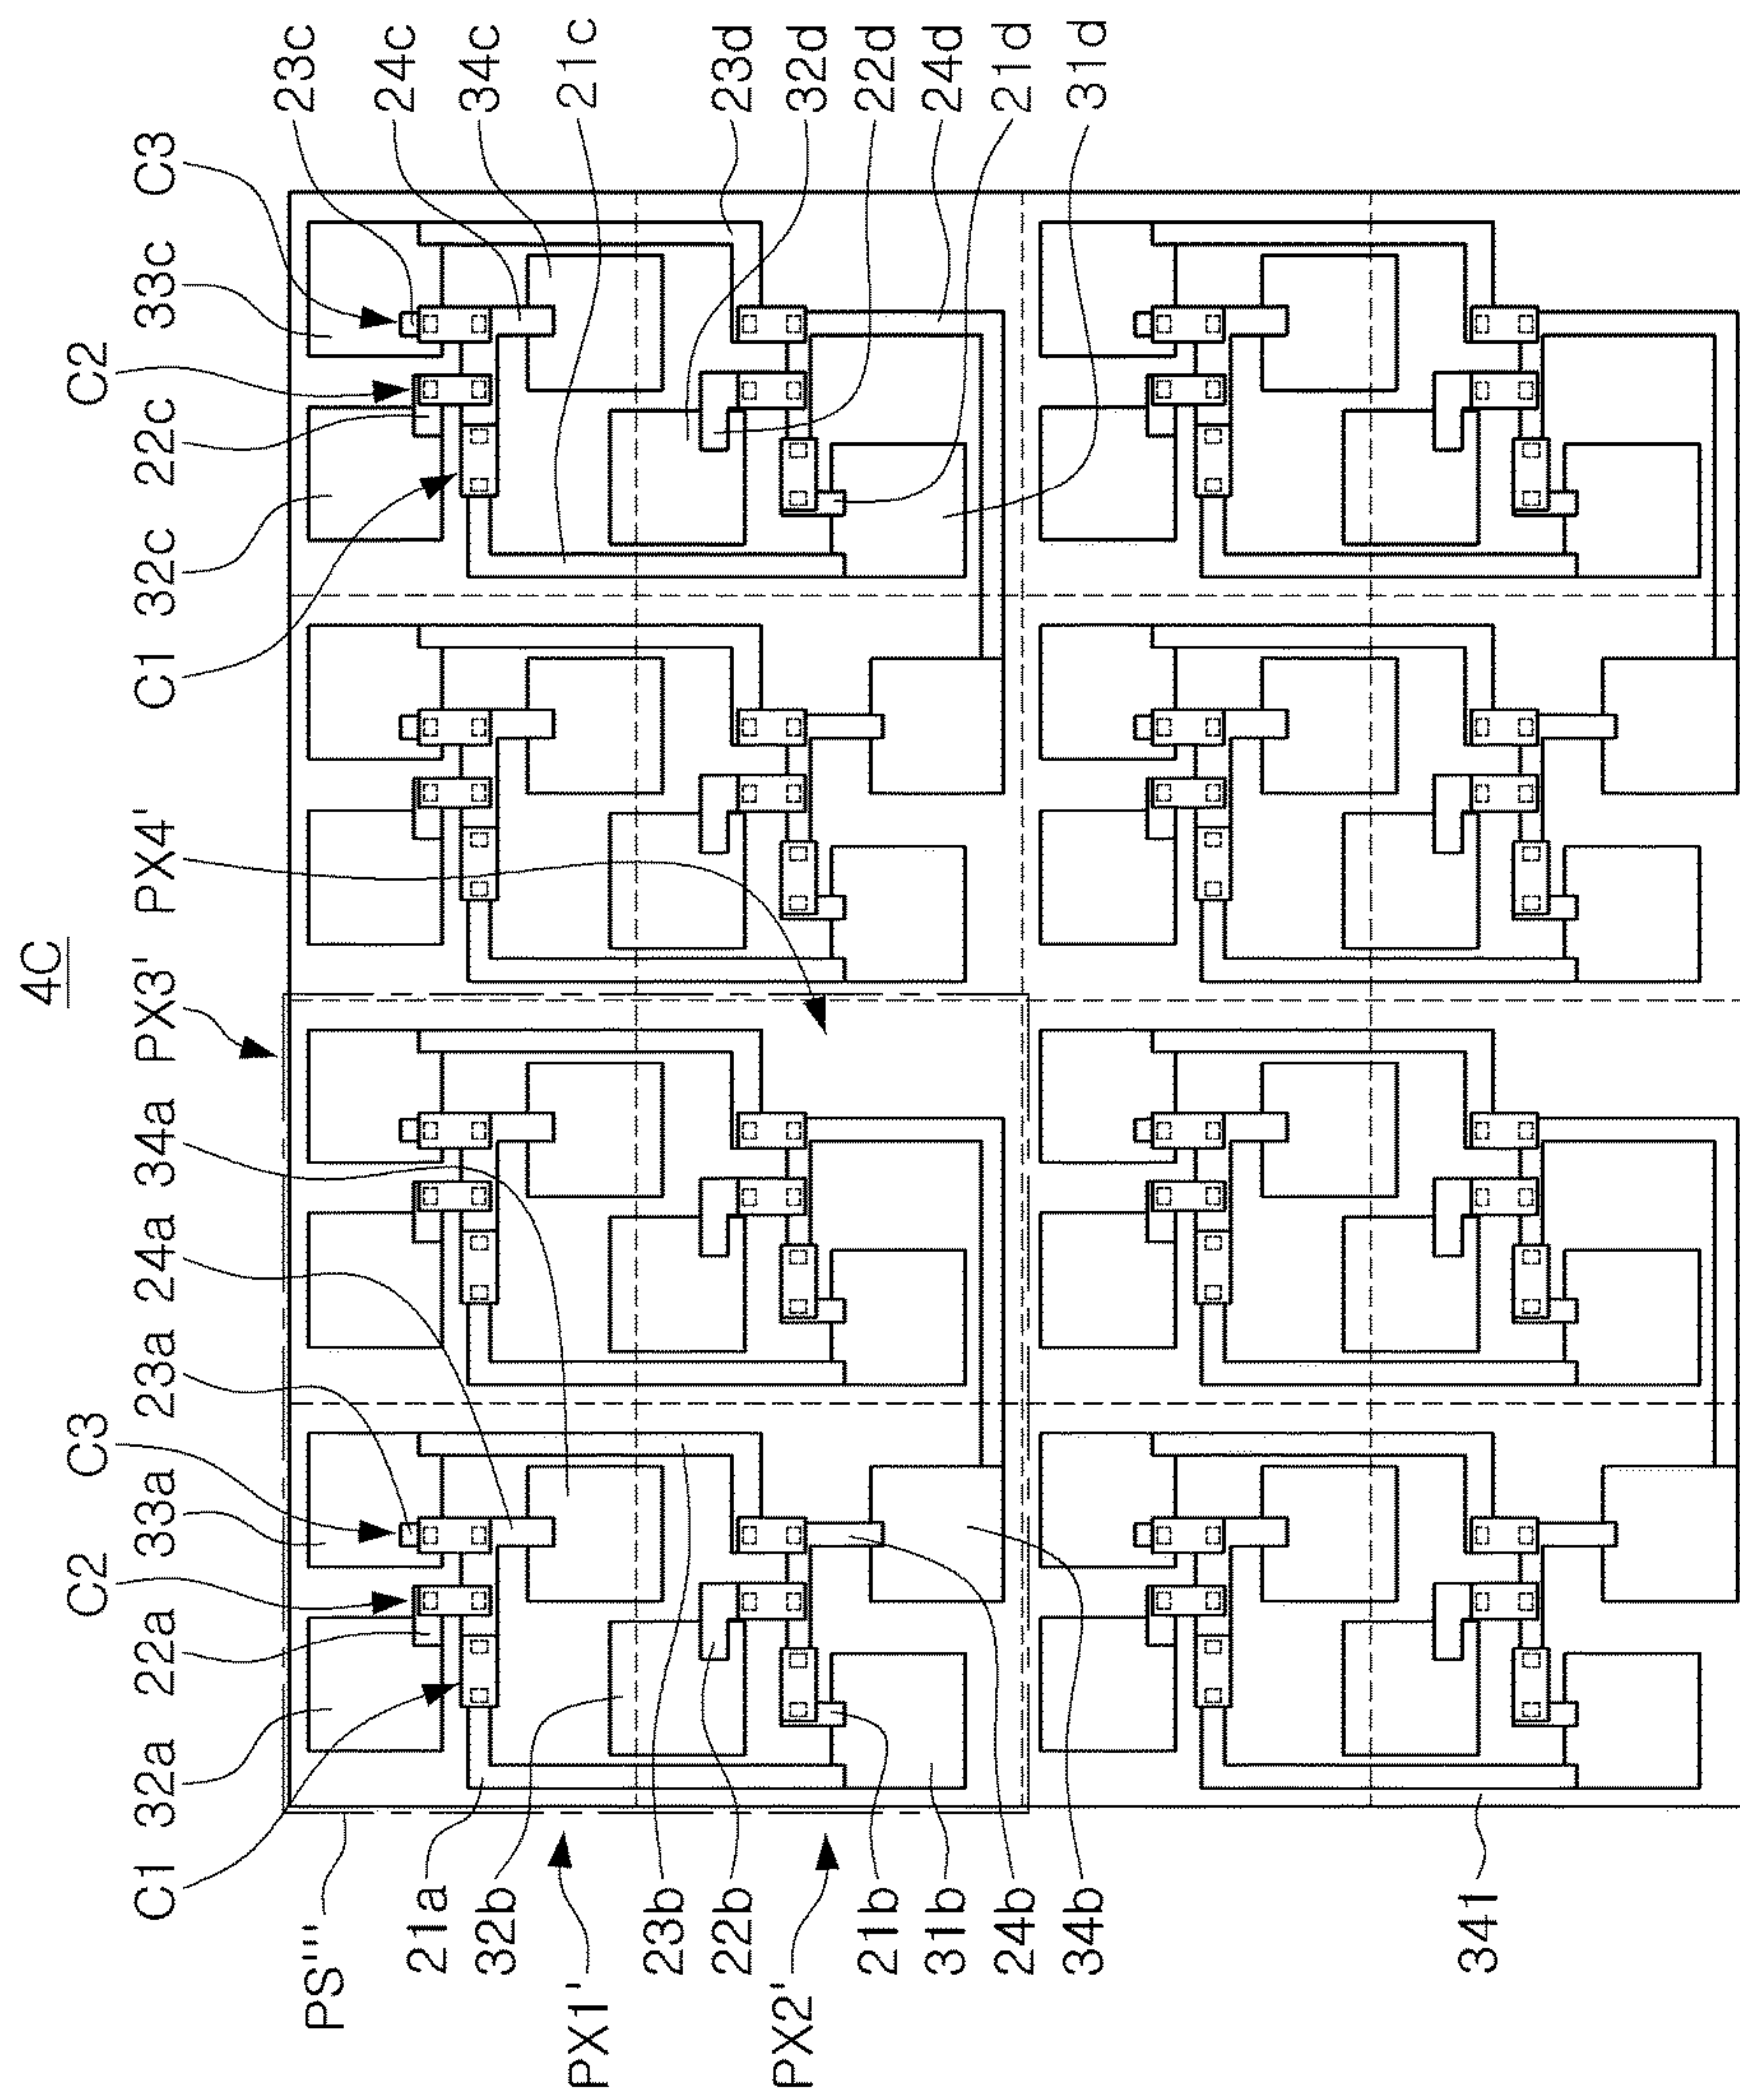 4C
C2 C3 C2
C1 32a 22a 33a 23a 24a 34a PX3' PX4' C1 32c 22c 33c C3
23c
PS''''
24c
21a
34c
32b
21c
PX1'
23b
22b 23d
PX2'
32d
21b 22d
31b 24d
24b 21d
34b 31d
341